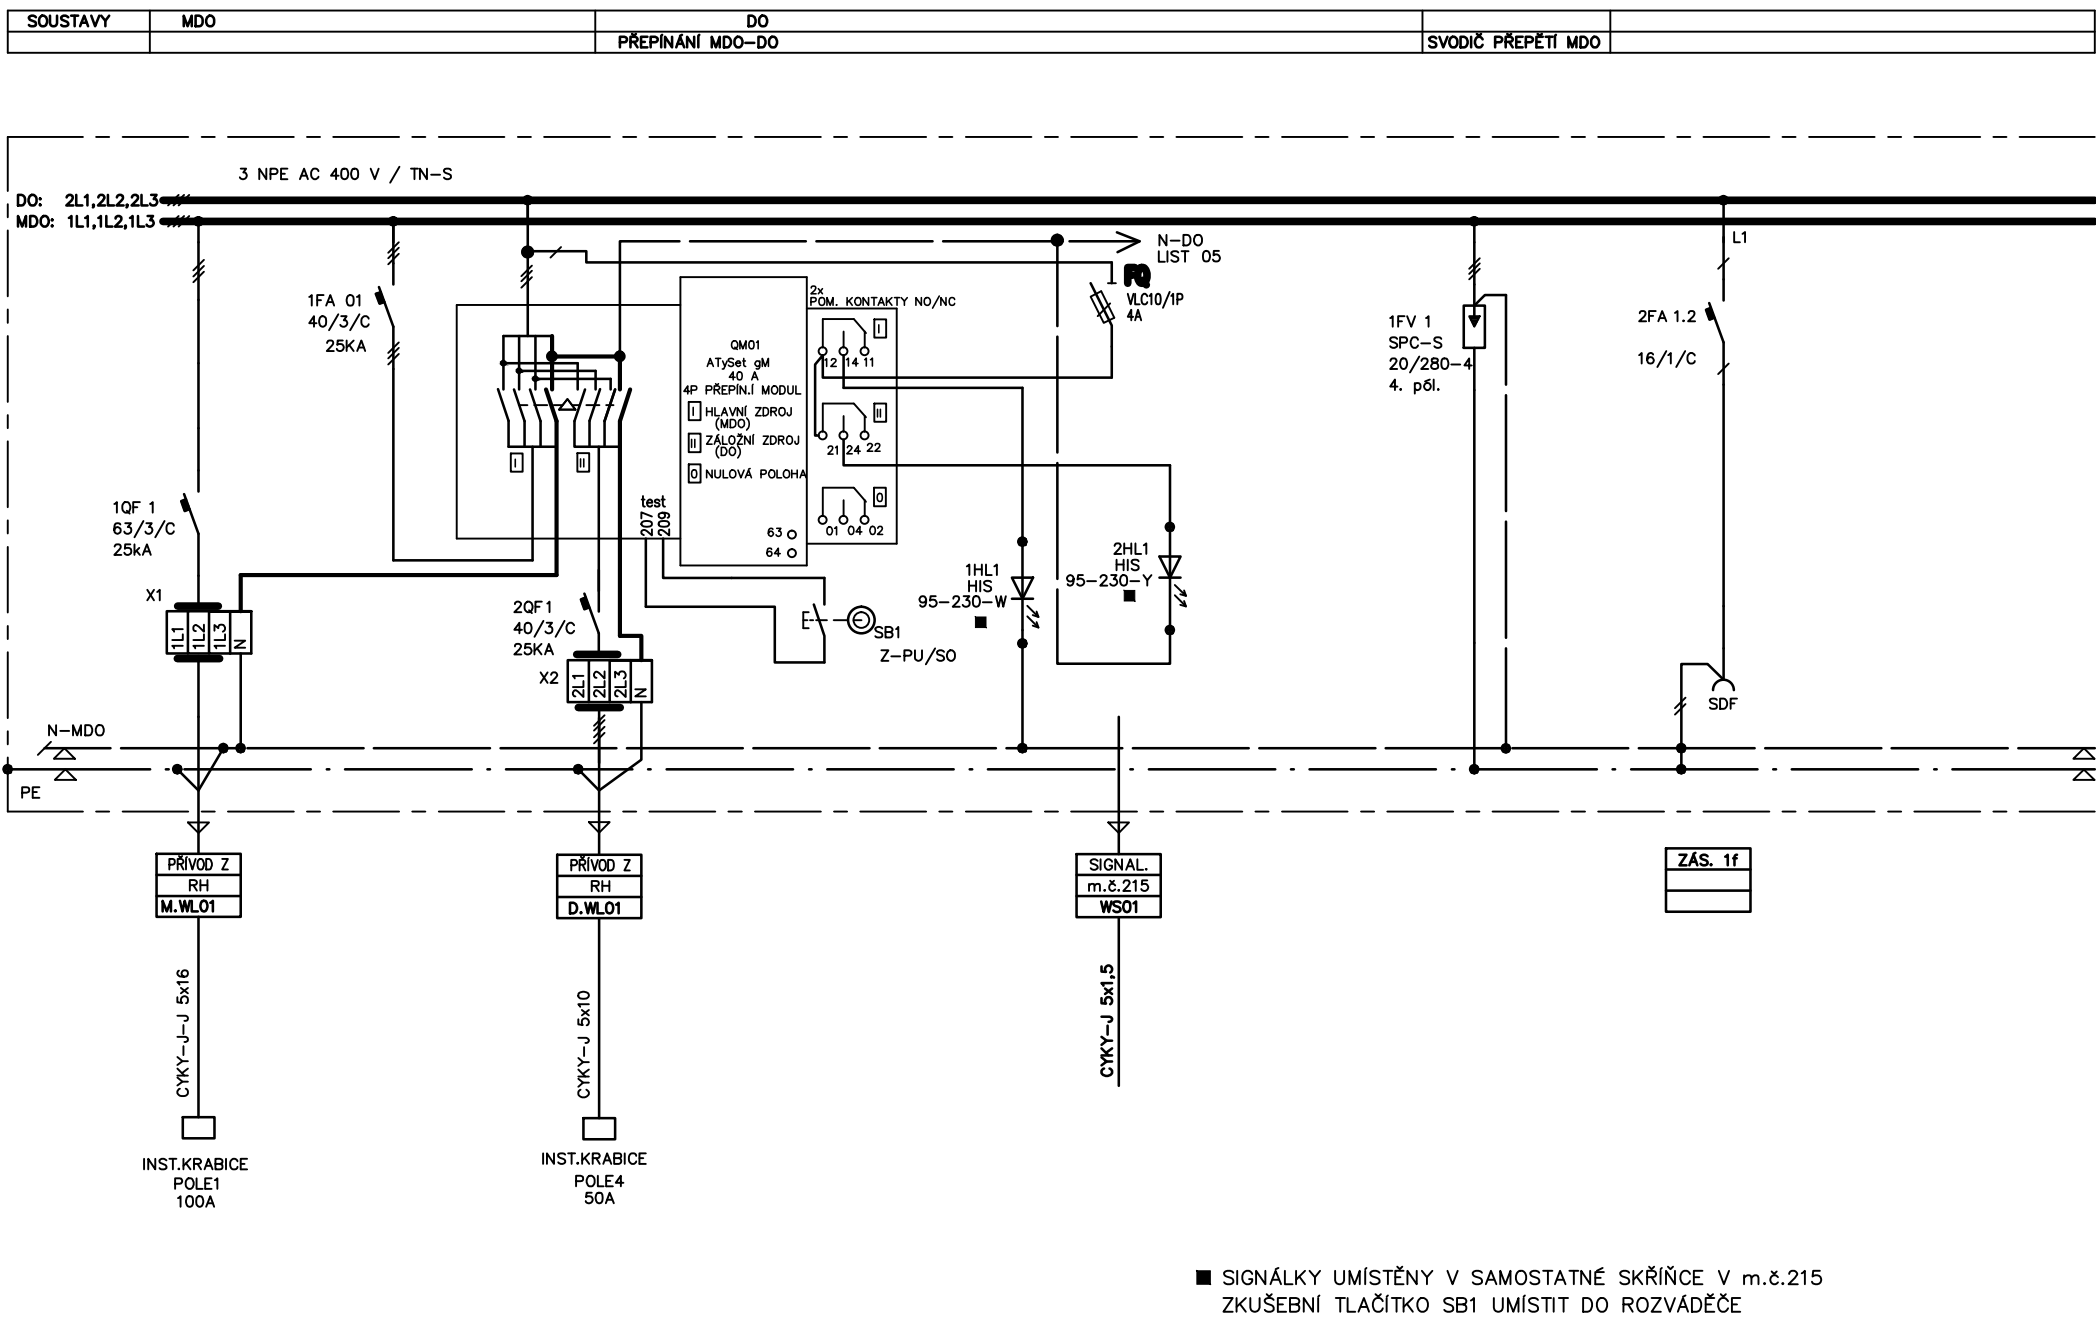 SOUSTAVY MDO DO
PŘEPÍNÁNÍ MDO-DO SVODIČ PŘEPĚTÍ MDO
3 NPE AC 400 V / TN-S
DO: 2L1,2L2,2L3
MDO: 1L1,1L2,1L3
L1
N-DO
LIST 05
FQ
VLC10/1P
4A
1FA 01
40/3/C
25KA
2x
POM. KONTAKTY NO/NC
I
12 14 11
II
21 24 22
0
01 04 02
QM01
ATySet gM
40 A
4P PŘEPÍN.Í MODUL
I HLAVNÍ ZDROJ
(MDO)
II ZÁLOŽNÍ ZDROJ
(DO)
0 NULOVÁ POLOHA
63
64
I
II
test
207
209
1FV 1
SPC-S
20/280-4
4. pól.
2FA 1.2
16/1/C
1QF 1
63/3/C
25kA
X1
1L1
1L2
1L3
N
2QF1
40/3/C
25KA
X2
2L1
2L2
2L3
N
SB1
Z-PU/SO
1HL1
HIS
95-230-W
2HL1
HIS
95-230-Y
SDF
N-MDO
PE
PŘÍVOD Z
RH
M.WL01
PŘÍVOD Z
RH
D.WL01
SIGNAL.
m.č.215
WS01
ZÁS. 1f
CYKY-J-J 5x16
CYKY-J 5x10
CYKY-J 5x1,5
INST.KRABICE
POLE1
100A
INST.KRABICE
POLE4
50A
SIGNÁLKY UMÍSTĚNY V SAMOSTATNÉ SKŘÍŇCE V m.č.215
ZKUŠEBNÍ TLAČÍTKO SB1 UMÍSTIT DO ROZVÁDĚČE